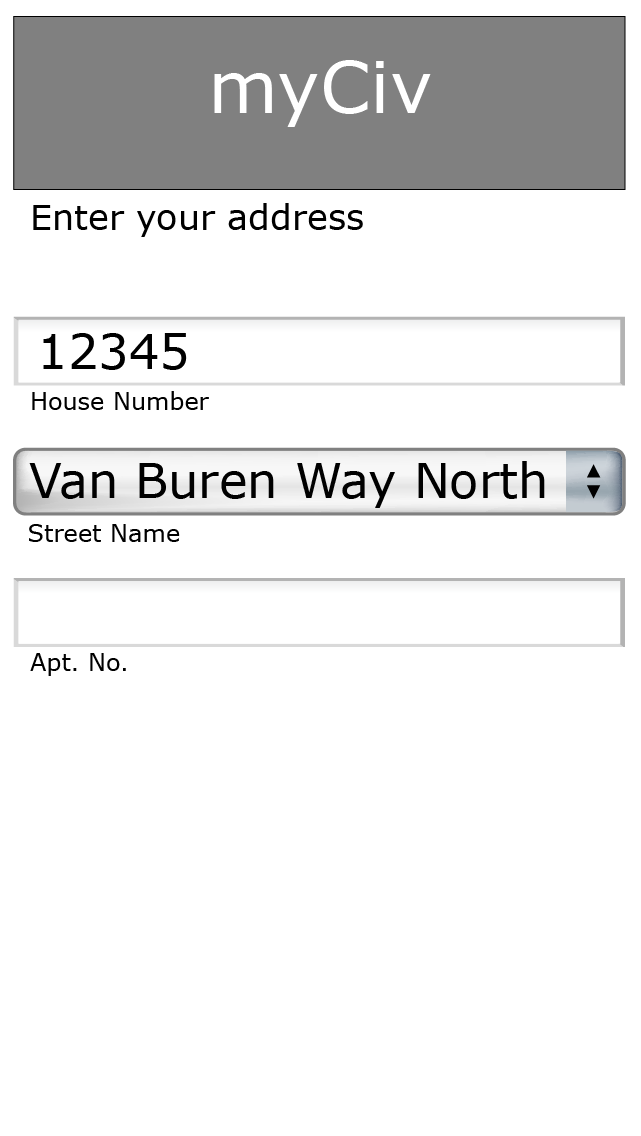 myCiv
Enter your address
12345
House Number
Van Buren Way North
Street Name
Apt. No.